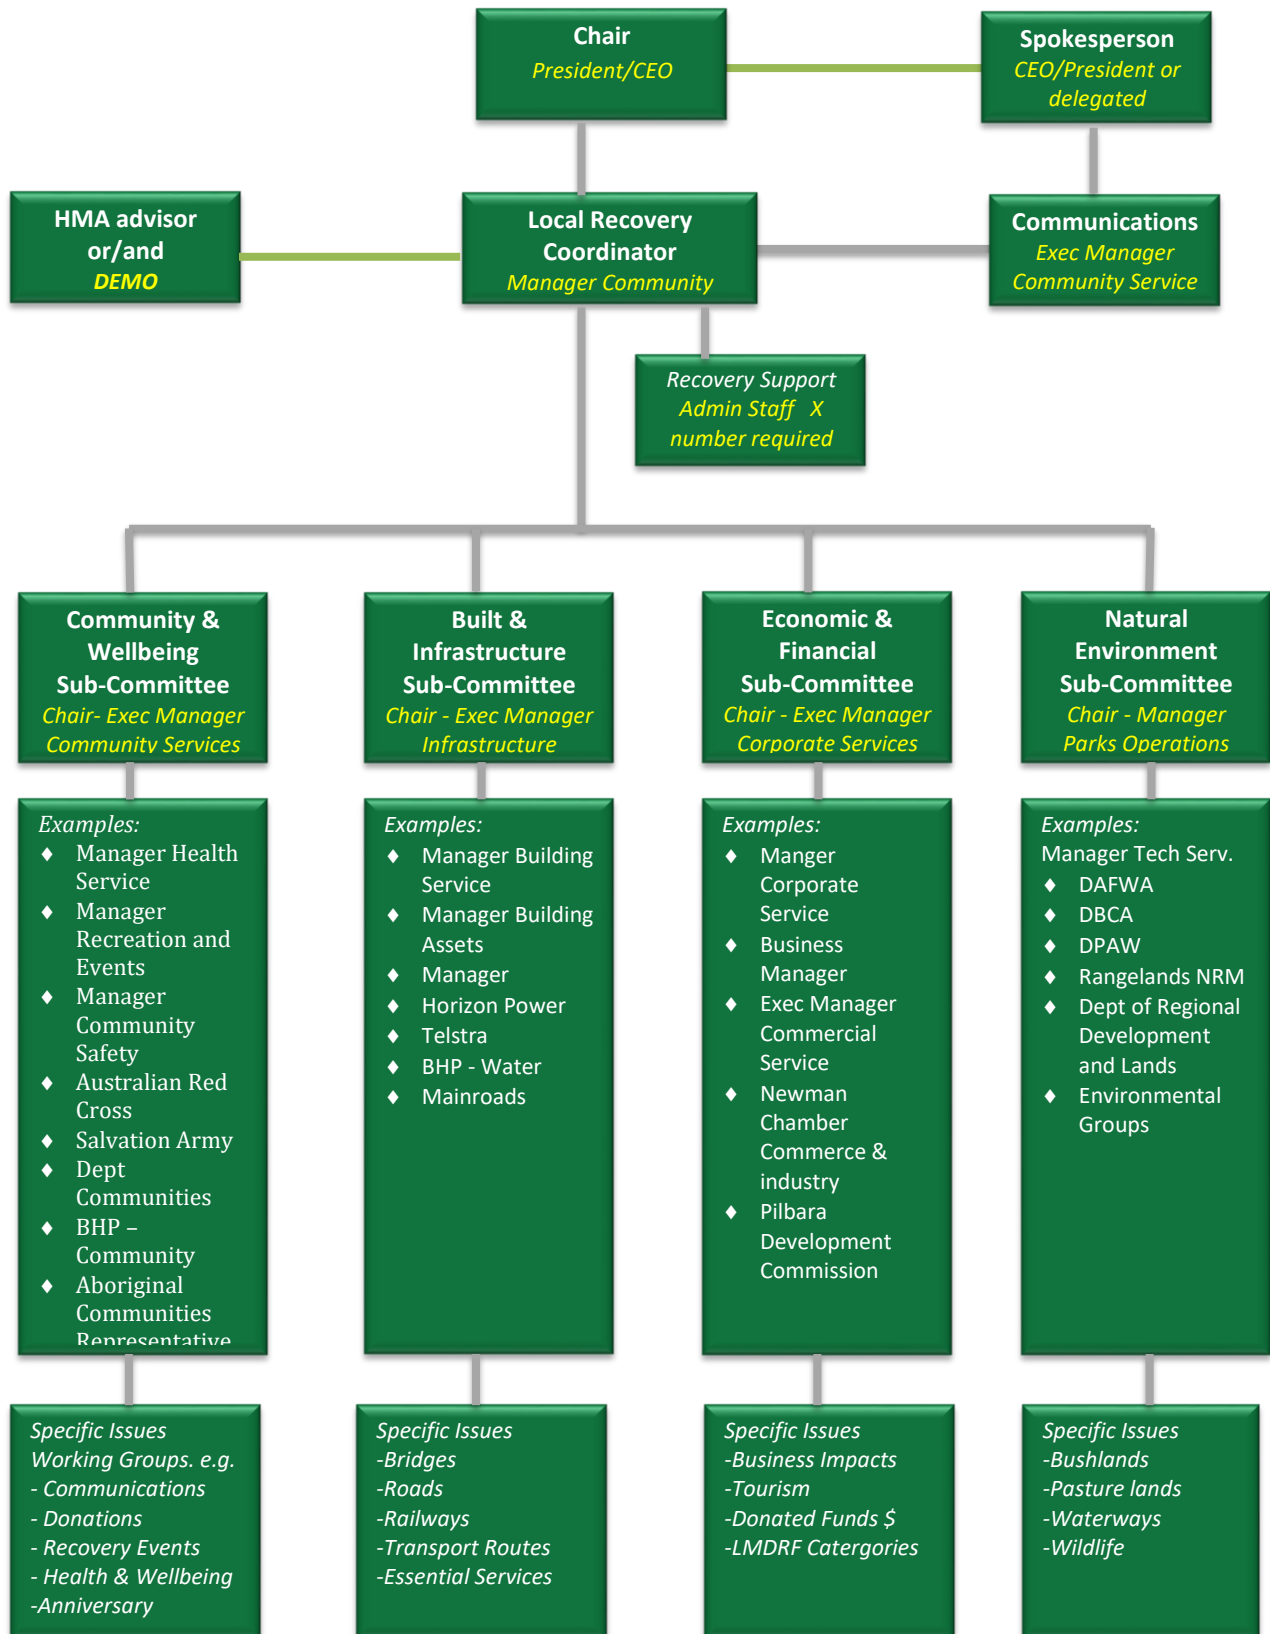 Chair
President/CEO
Spokesperson
CEO/President or
delegated
HMA advisor
or/and
DEMO
Local Recovery
Coordinator
Manager Community
Communications
Exec Manager
Community Service
Recovery Support
Admin Staff X
number required
Community &
Wellbeing
Sub-Committee
Chair- Exec Manager
Community Services
Built &
Infrastructure
Sub-Committee
Chair - Exec Manager
Infrastructure
Economic &
Financial
Sub-Committee
Chair - Exec Manager
Corporate Services
Natural
Environment
Sub-Committee
Chair - Manager
Parks Operations
Examples:
♦ Manager Health
Service
♦ Manager
Recreation and
Events
♦ Manager
Community
Safety
♦ Australian Red
Cross
♦ Salvation Army
♦ Dept
Communities
♦ BHP –
Community
♦ Aboriginal
Communities
Representative
Examples:
♦ Manager Building
Service
♦ Manager Building
Assets
♦ Manager
♦ Horizon Power
♦ Telstra
♦ BHP - Water
♦ Mainroads
Examples:
♦ Manger
Corporate
Service
♦ Business
Manager
♦ Exec Manager
Commercial
Service
♦ Newman
Chamber
Commerce &
industry
♦ Pilbara
Development
Commission
Examples:
Manager Tech Serv.
♦ DAFWA
♦ DBCA
♦ DPAW
♦ Rangelands NRM
♦ Dept of Regional
Development
and Lands
♦ Environmental
Groups
Specific Issues
Working Groups. e.g.
- Communications
- Donations
- Recovery Events
- Health & Wellbeing
-Anniversary
Specific Issues
-Bridges
-Roads
-Railways
-Transport Routes
-Essential Services
Specific Issues
-Business Impacts
-Tourism
-Donated Funds $
-LMDRF Catergories
Specific Issues
-Bushlands
-Pasture lands
-Waterways
-Wildlife